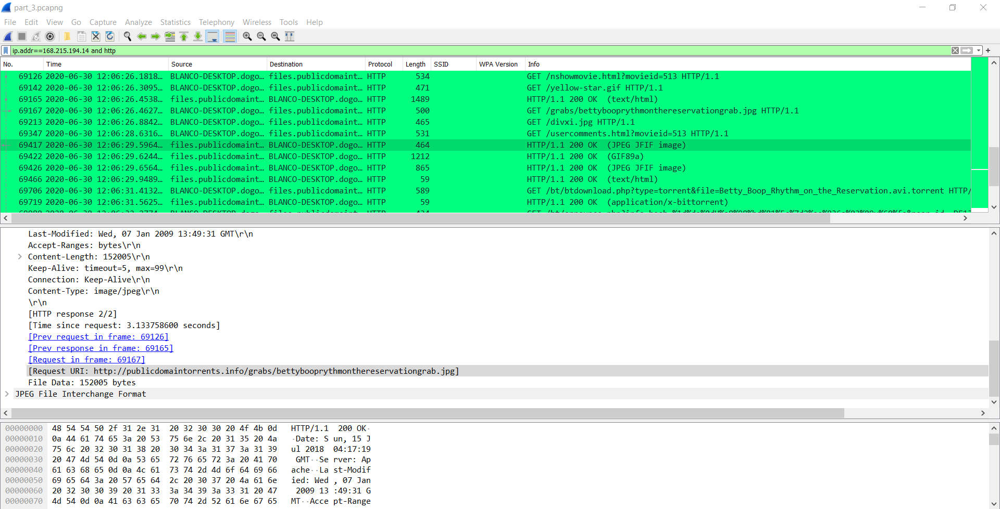 part_3.pcapng
File Edit View Go Capture Analyze Statistics Telephony Wireless Tools Help
ip.addr==168.215.194.14 and http
No. Time Source Destination Protocol Length SSID WPA Version Info
69126 2020-06-30 12:06:26.1818… BLANCO-DESKTOP.dogo… files.publicdomaint… HTTP 534 GET /nshowmovie.html?movieid=513 HTTP/1.1
69142 2020-06-30 12:06:26.3095… BLANCO-DESKTOP.dogo… files.publicdomaint… HTTP 471 GET /yellow-star.gif HTTP/1.1
69165 2020-06-30 12:06:26.4538… files.publicdomaint… BLANCO-DESKTOP.dogo… HTTP 1489 HTTP/1.1 200 OK (text/html)
69167 2020-06-30 12:06:26.4627… BLANCO-DESKTOP.dogo… files.publicdomaint… HTTP 500 GET /grabs/bettybooprythmonthereservationgrab.jpg HTTP/1.1
69213 2020-06-30 12:06:26.8842… BLANCO-DESKTOP.dogo… files.publicdomaint… HTTP 465 GET /divxi.jpg HTTP/1.1
69347 2020-06-30 12:06:28.6316… BLANCO-DESKTOP.dogo… files.publicdomaint… HTTP 531 GET /usercomments.html?movieid=513 HTTP/1.1
69417 2020-06-30 12:06:29.5964… files.publicdomaint… BLANCO-DESKTOP.dogo… HTTP 464 HTTP/1.1 200 OK (JPEG JFIF image)
69422 2020-06-30 12:06:29.6244… files.publicdomaint… BLANCO-DESKTOP.dogo… HTTP 1212 HTTP/1.1 200 OK (GIF89a)
69426 2020-06-30 12:06:29.6564… files.publicdomaint… BLANCO-DESKTOP.dogo… HTTP 865 HTTP/1.1 200 OK (JPEG JFIF image)
69466 2020-06-30 12:06:29.9489… files.publicdomaint… BLANCO-DESKTOP.dogo… HTTP 59 HTTP/1.1 200 OK (text/html)
69706 2020-06-30 12:06:31.4132… BLANCO-DESKTOP.dogo… files.publicdomaint… HTTP 589 GET /bt/btdownload.php?type=torrent&file=Betty_Boop_Rhythm_on_the_Reservation.avi.torrent HTTP/
69719 2020-06-30 12:06:31.5625… files.publicdomaint… BLANCO-DESKTOP.dogo… HTTP 59 HTTP/1.1 200 OK (application/x-bittorrent)
Last-Modified: Wed, 07 Jan 2009 13:49:31 GMT\r\n
Accept-Ranges: bytes\r\n
Content-Length: 152005\r\n
Keep-Alive: timeout=5, max=99\r\n
Connection: Keep-Alive\r\n
Content-Type: image/jpeg\r\n
\r\n
[HTTP response 2/2]
[Time since request: 3.133758600 seconds]
[Prev request in frame: 69126]
[Prev response in frame: 69165]
[Request in frame: 69167]
[Request URI: http://publicdomaintorrents.info/grabs/bettybooprythmonthereservationgrab.jpg]
File Data: 152005 bytes
JPEG File Interchange Format
00000000 48 54 54 50 2f 31 2e 31 20 32 30 30 20 4f 4b 0d HTTP/1.1 200 OK·
00000010 0a 44 61 74 65 3a 20 53 75 6e 2c 20 31 35 20 4a ·Date: S un, 15 J
00000020 75 6c 20 32 30 31 38 20 30 34 3a 31 37 3a 31 39 ul 2018 04:17:19
00000030 20 47 4d 54 0d 0a 53 65 72 76 65 72 3a 20 41 70 GMT··Se rver: Ap
00000040 61 63 68 65 0d 0a 4c 61 73 74 2d 4d 6f 64 69 66 ache··La st-Modif
00000050 69 65 64 3a 20 57 65 64 2c 20 30 37 20 4a 61 6e ied: Wed , 07 Jan
00000060 20 32 30 30 39 20 31 33 3a 34 39 3a 33 31 20 47 2009 13 :49:31 G
00000070 4d 54 0d 0a 41 63 63 65 70 74 2d 52 61 6e 67 65 MT··Acce pt-Range